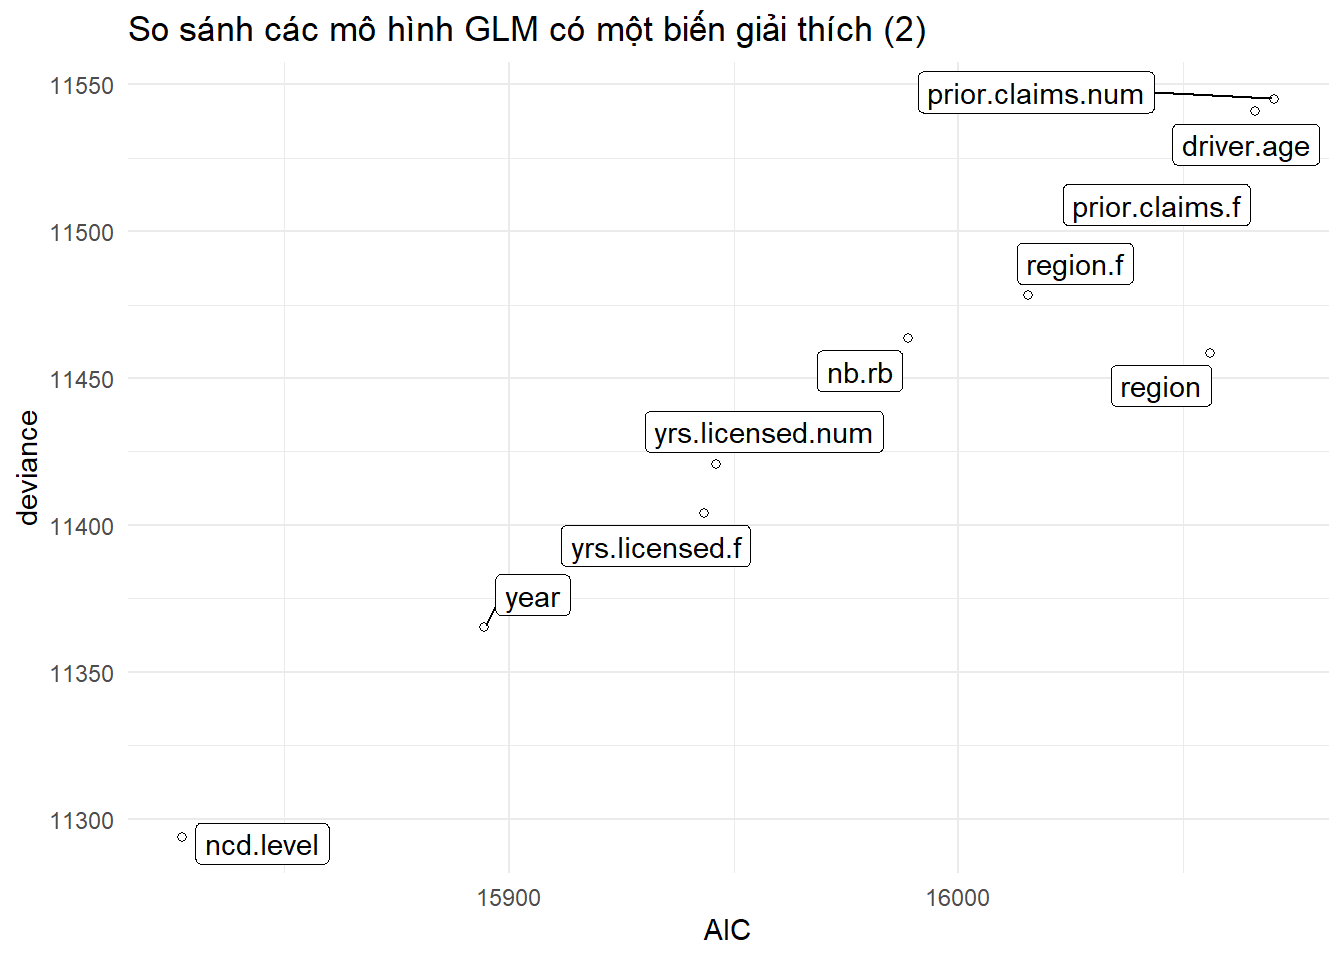 So sánh các mô hình GLM có một biến giải thích (2)
11550
prior.claims.num
driver.age
prior.claims.f
11500
region.f
nb.rb
11450
region
yrs.licensed.num
deviance
11400
yrs.licensed.f
year
11350
11300
ncd.level
15900
16000
AIC